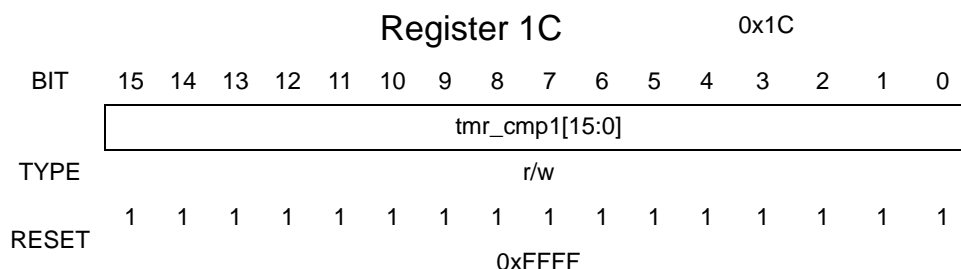 Register 1C 0x1C
BIT 15 14 13 12 11 10 9 8 7 6 5 4 3 2 1 0
tmr_cmp1[15:0]
TYPE r/w
1 1 1 1 1 1 1 1 1 1 1 1 1 1 1 1
RESET
0xFFFF